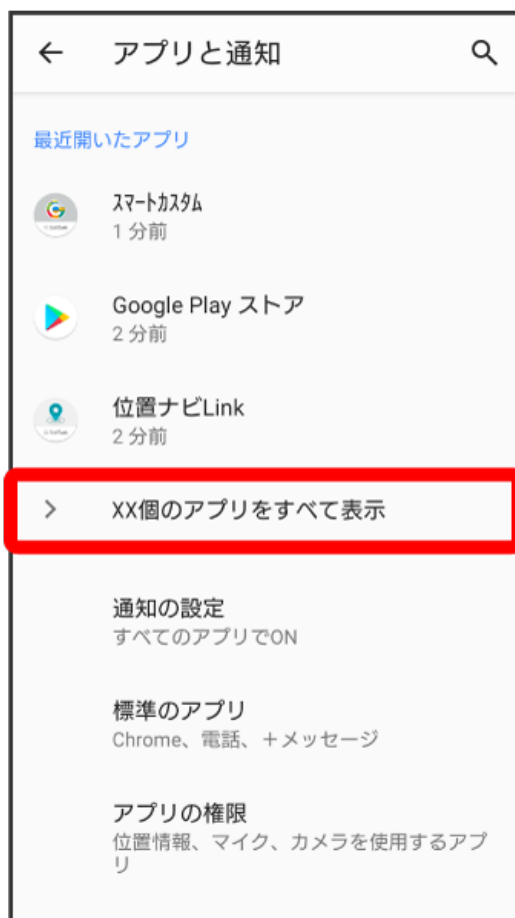 アプリと通知
最近開いたアプリ
ｽﾏｰﾄｶｽﾀﾑ
1 分前
Google Play ストア
2 分前
位置ナビLink
2 分前
XX個のアプリをすべて表示
通知の設定
すべてのアプリでON
標準のアプリ
Chrome、電話、＋メッセージ
アプリの権限
位置情報、マイク、カメラを使用するアプ
リ